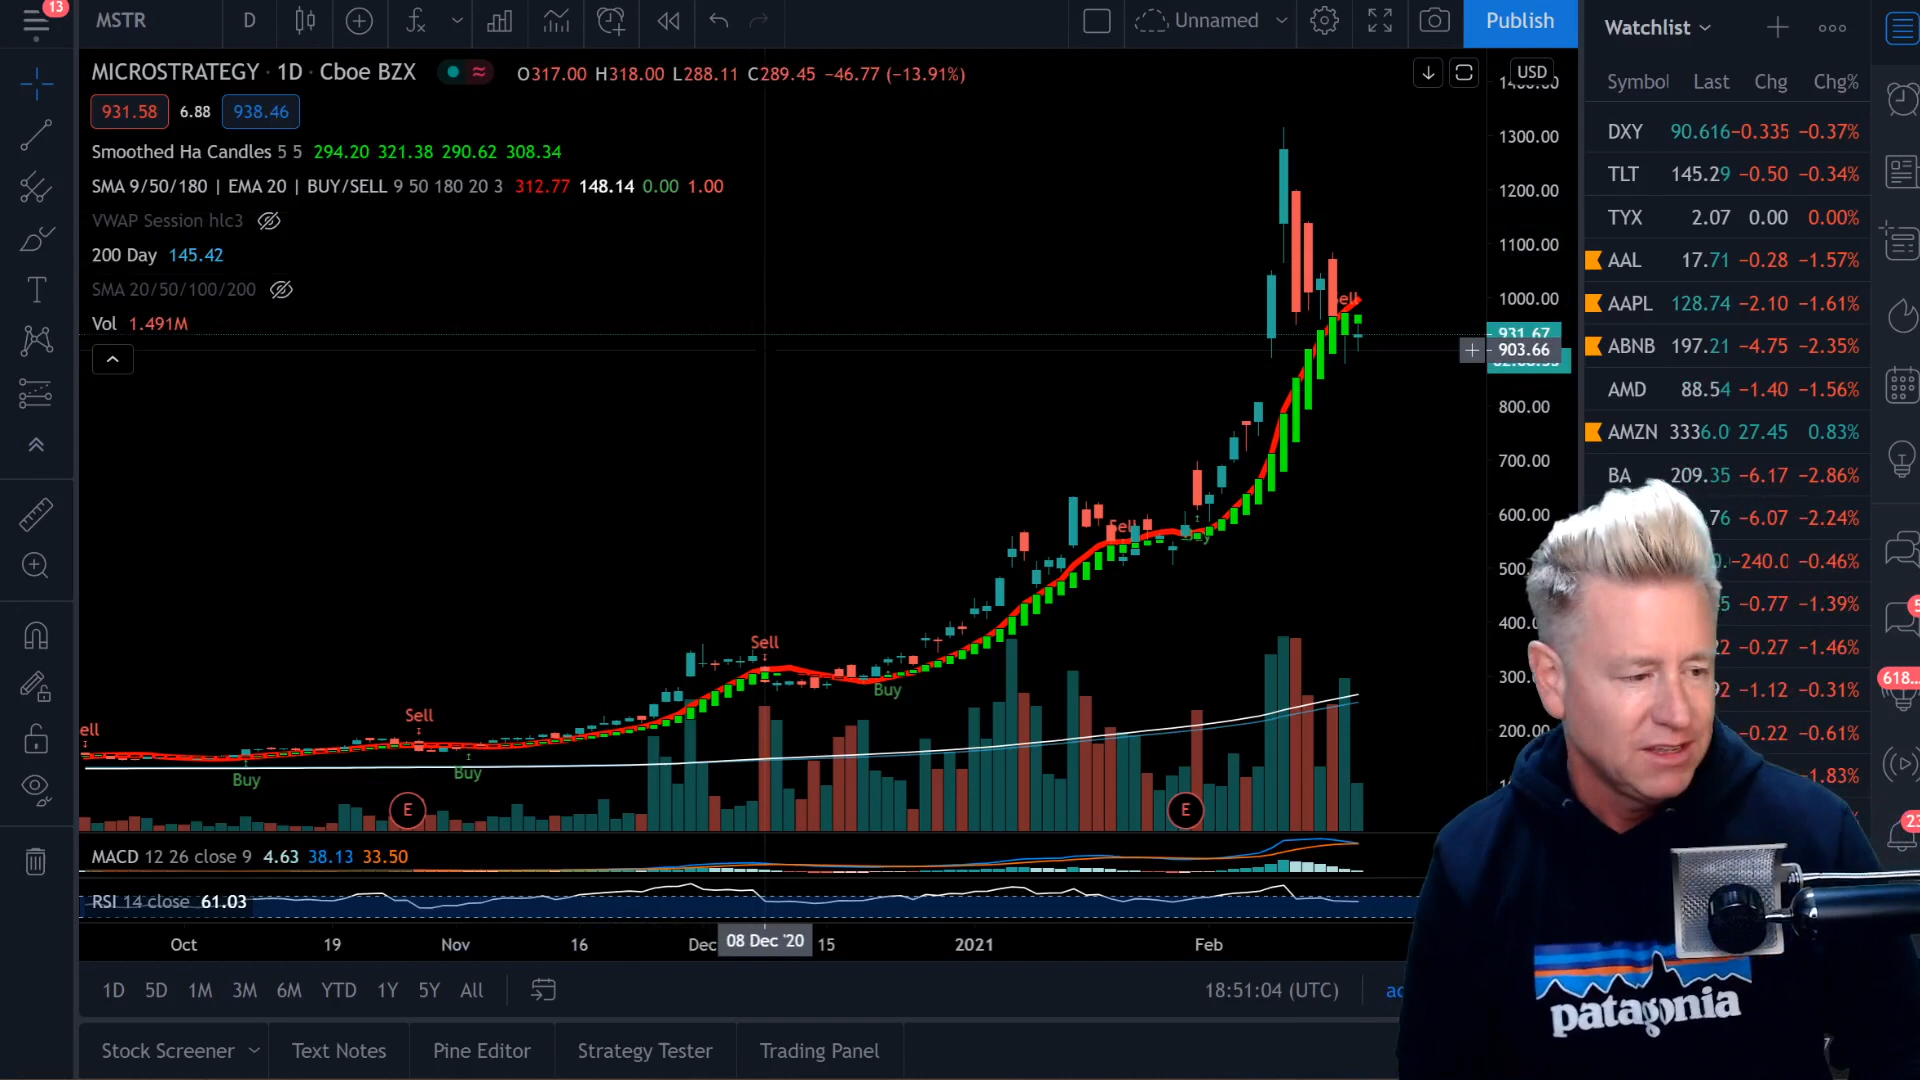 13
MSTR
D
Unnamed
Publish
Watchlist
MICROSTRATEGY · 1D · Cboe BZX
O317.00 H318.00 L288.11 C289.45 −46.77 (−13.91%)
931.58 6.88 938.46
Smoothed Ha Candles 5 5 294.20 321.38 290.62 308.34
SMA 9/50/180 | EMA 20 | BUY/SELL 9 50 180 20 3 312.77 148.14 0.00 1.00
VWAP Session hlc3
200 Day 145.42
SMA 20/50/100/200
Vol 1.491M
USD
1300.00
1200.00
1100.00
1000.00
931.67
903.66
800.00
700.00
600.00
Symbol Last Chg Chg%
DXY 90.616 −0.335 −0.37%
TLT 145.29 −0.50 −0.34%
TYX 2.07 0.00 0.00%
AAL 17.71 −0.28 −1.57%
AAPL 128.74 −2.10 −1.61%
ABNB 197.21 −4.75 −2.35%
AMD 88.54 −1.40 −1.56%
AMZN 3336.0 27.45 0.83%
BA 209.35 −6.17 −2.86%
76 −6.07 −2.24%
−240.0 −0.46%
5 −0.77 −1.39%
22 −0.27 −1.46%
92 −1.12 −0.31%
−0.22 −0.61%
−1.83%
618...
ell
Sell
ell
Sell
Sell
Buy
Buy
Buy
E
E
MACD 12 26 close 9 4.63 38.13 33.50
RSI 14 close 61.03
Oct 19 Nov 16 Dec 08 Dec '20 15 2021 Feb
1D 5D 1M 3M 6M YTD 1Y 5Y All
18:51:04 (UTC)
Stock Screener Text Notes Pine Editor Strategy Tester Trading Panel
patagonia